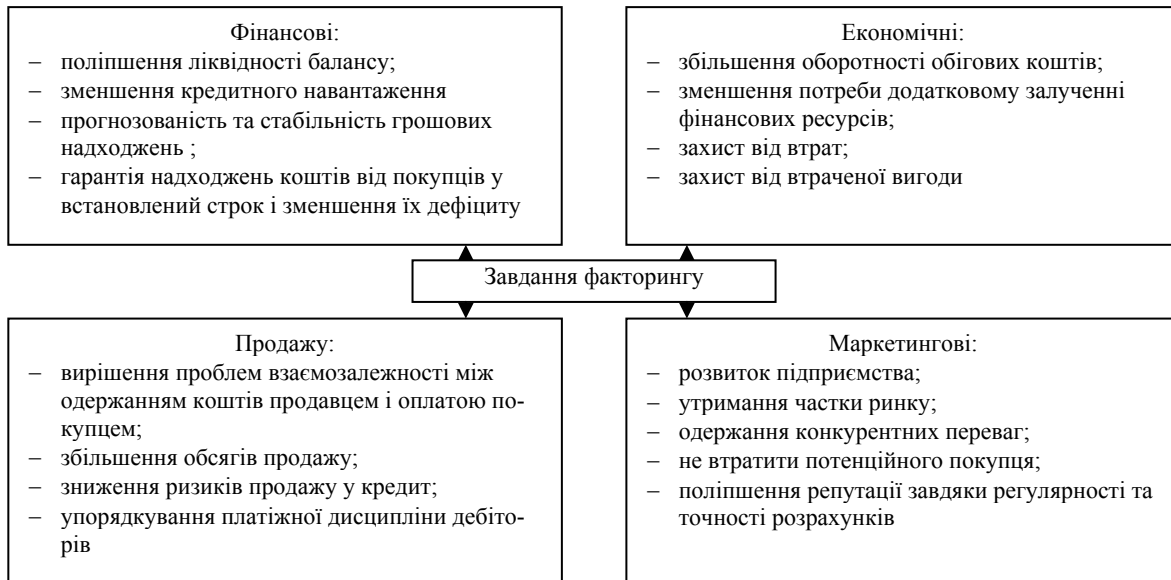 Фінансові:
– поліпшення ліквідності балансу;
– зменшення кредитного навантаження
– прогнозованість та стабільність грошових
надходжень ;
– гарантія надходжень коштів від покупців у
встановлений строк і зменшення їх дефіциту
Економічні:
– збільшення оборотності обігових коштів;
– зменшення потреби додатковому залученні
фінансових ресурсів;
– захист від втрат;
– захист від втраченої вигоди
Завдання факторингу
Продажу:
– вирішення проблем взаємозалежності між
одержанням коштів продавцем і оплатою по-
купцем;
– збільшення обсягів продажу;
– зниження ризиків продажу у кредит;
– упорядкування платіжної дисципліни дебіто-
рів
Маркетингові:
– розвиток підприємства;
– утримання частки ринку;
– одержання конкурентних переваг;
– не втратити потенційного покупця;
– поліпшення репутації завдяки регулярності та
точності розрахунків